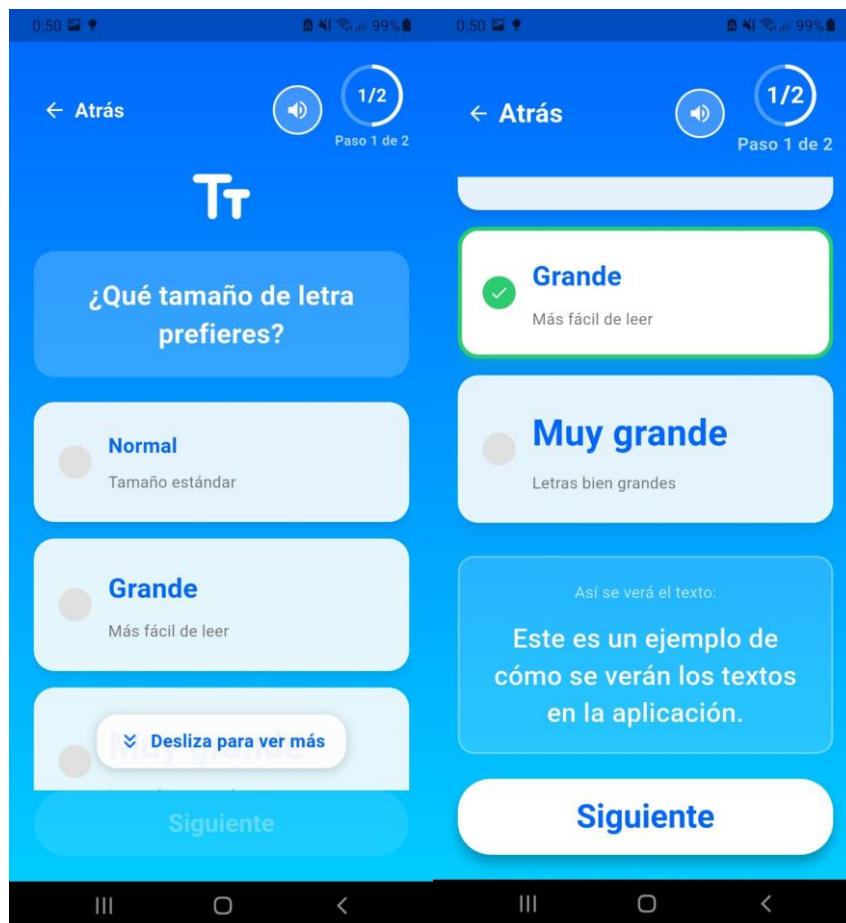 0:50
99%
← Atrás
1/2
Paso 1 de 2
TT
¿Qué tamaño de letra
prefieres?
Normal
Tamaño estándar
Grande
Más fácil de leer
Muy grande
Desliza para ver más
Siguiente
0:50
99%
← Atrás
1/2
Paso 1 de 2
Grande
Más fácil de leer
Muy grande
Letras bien grandes
Así se verá el texto:
Este es un ejemplo de
cómo se verán los textos
en la aplicación.
Siguiente